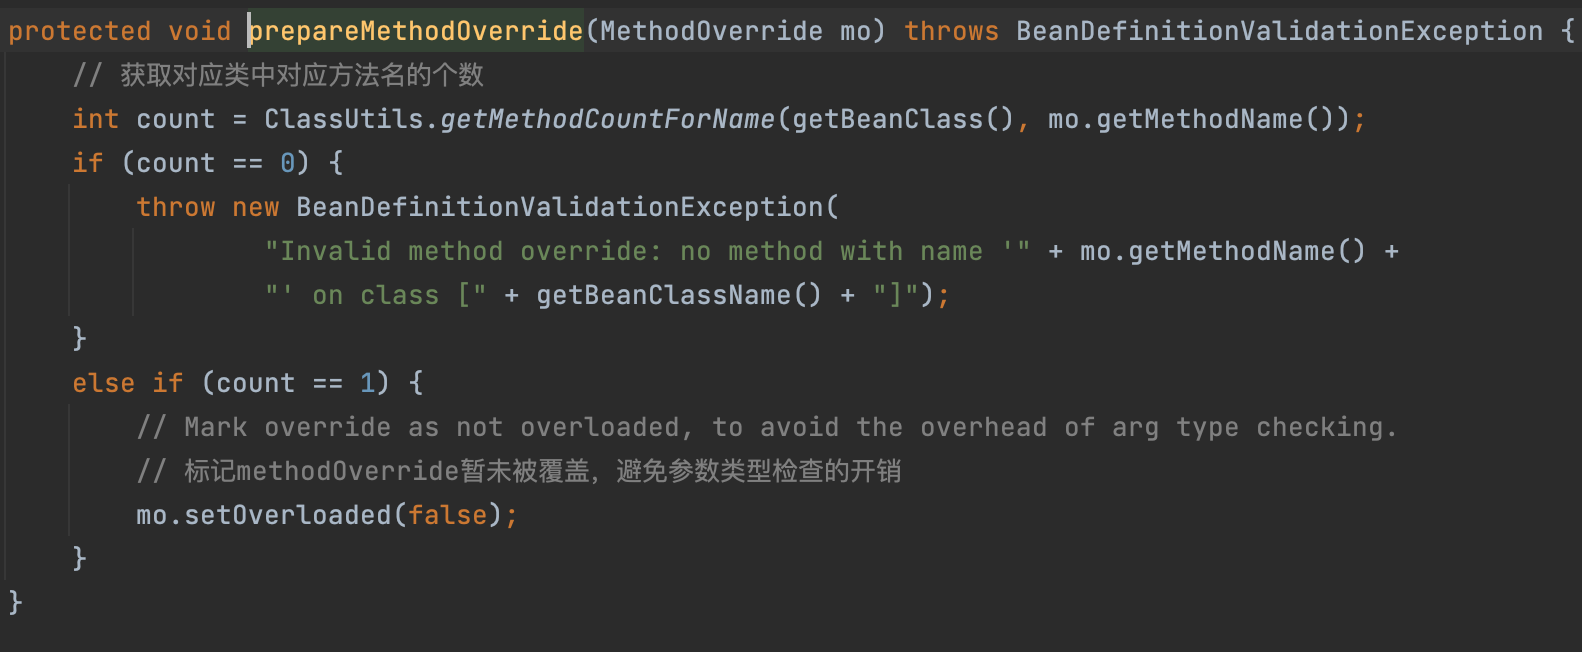 protected void prepareMethodOverride(MethodOverride mo) throws BeanDefinitionValidationException {
// 获取对应类中对应方法名的个数
int count = ClassUtils.getMethodCountForName(getBeanClass(), mo.getMethodName());
if (count == 0) {
throw new BeanDefinitionValidationException(
"Invalid method override: no method with name '" + mo.getMethodName() +
"' on class [" + getBeanClassName() + "]");
}
else if (count == 1) {
// Mark override as not overloaded, to avoid the overhead of arg type checking.
// 标记methodOverride暂未被覆盖，避免参数类型检查的开销
mo.setOverloaded(false);
}
}